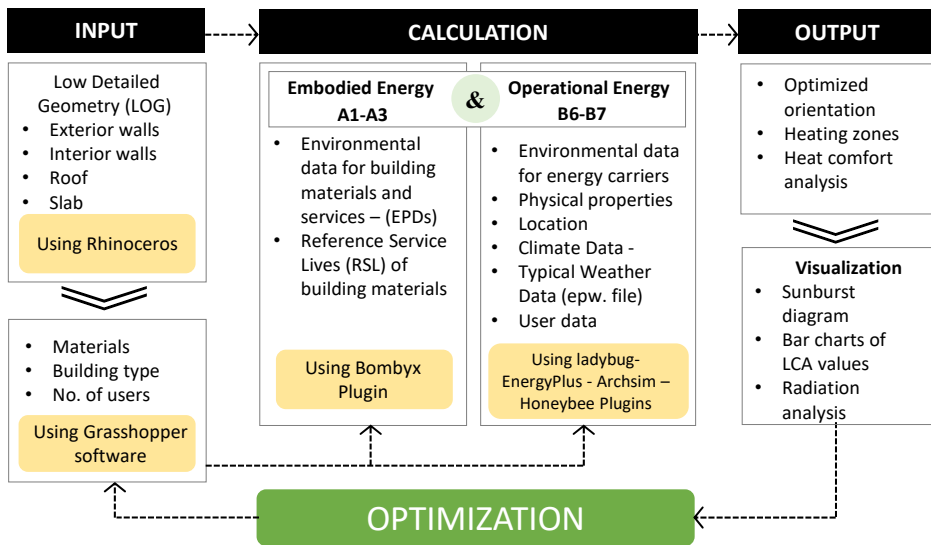 INPUT
Low Detailed
Geometry (LOG)
• Exterior walls
• Interior walls
• Roof
• Slab
Using Rhinoceros
• Materials
• Building type
• No. of users
Using Grasshopper
software
CALCULATION
Embodied Energy
A1-A3
&
Operational Energy
B6-B7
• Environmental
data for building
materials and
services – (EPDs)
• Reference Service
Lives (RSL) of
building materials
Using Bombyx
Plugin
• Environmental data
for energy carriers
• Physical properties
• Location
• Climate Data -
• Typical Weather
Data (epw. file)
• User data
Using ladybug-
EnergyPlus - Archsim –
Honeybee Plugins
OUTPUT
• Optimized
orientation
• Heating zones
• Heat comfort
analysis
Visualization
• Sunburst
diagram
• Bar charts of
LCA values
• Radiation
analysis
OPTIMIZATION